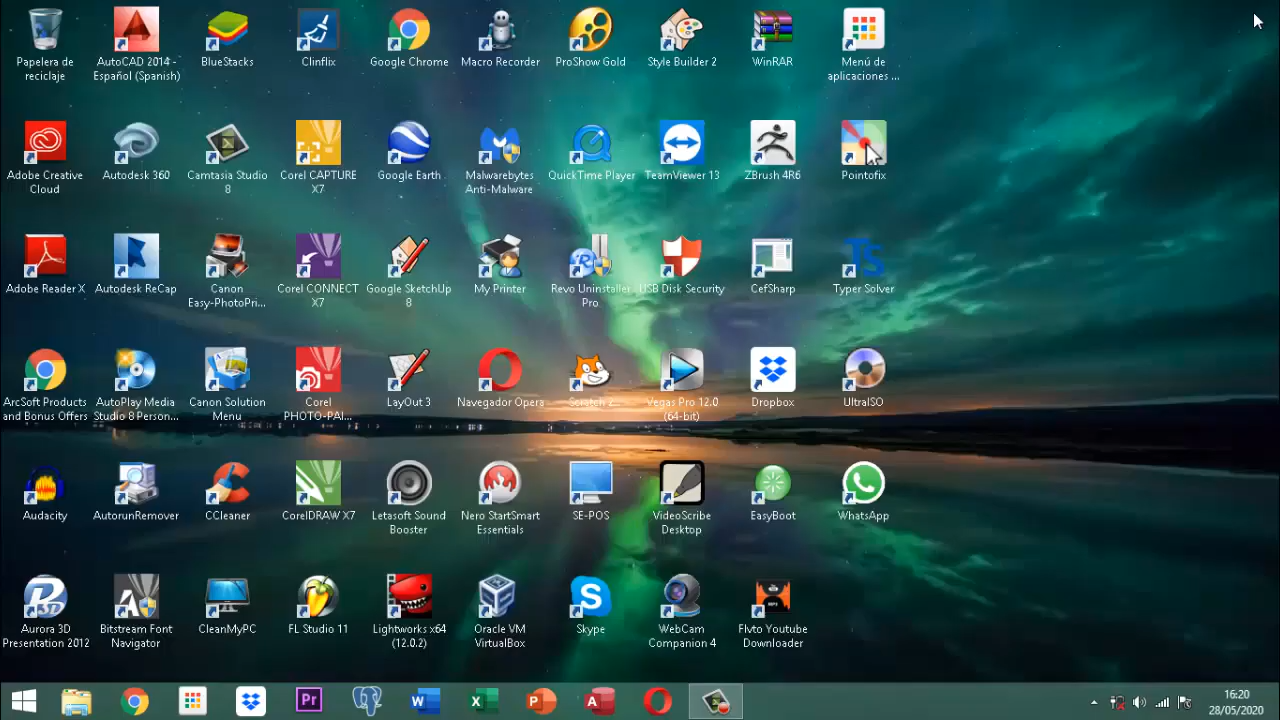 Papelera de
reciclaje
AutoCAD 2014 -
Español (Spanish)
BlueStacks
Clinflix
Google Chrome
Macro Recorder
ProShow Gold
Style Builder 2
WinRAR
Menú de
aplicaciones ...
Adobe Creative
Cloud
Autodesk 360
Camtasia Studio
8
Corel CAPTURE
X7
Google Earth
Malwarebytes
Anti-Malware
QuickTime Player
TeamViewer 13
ZBrush 4R6
Pointofix
Adobe Reader X
Autodesk ReCap
Canon
Easy-PhotoPri...
Corel CONNECT
X7
Google SketchUp
8
My Printer
Revo Uninstaller
Pro
USB Disk Security
CefSharp
TS
Typer Solver
ArcSoft Products
and Bonus Offers
AutoPlay Media
Studio 8 Person...
Canon Solution
Menu
Corel
PHOTO-PAI...
LayOut 3
Navegador Opera
Scratch 2...
Vegas Pro 12.0
(64-bit)
Dropbox
UltraISO
Audacity
AutorunRemover
CCleaner
CorelDRAW X7
Letasoft Sound
Booster
Nero StartSmart
Essentials
SE-POS
VideoScribe
Desktop
EasyBoot
WhatsApp
Aurora 3D
Presentation 2012
Bitstream Font
Navigator
CleanMyPC
FL Studio 11
Lightworks x64
(12.0.2)
Oracle VM
VirtualBox
Skype
WebCam
Companion 4
Flvto Youtube
Downloader
Pr
W
X
P
A
16:20
28/05/2020